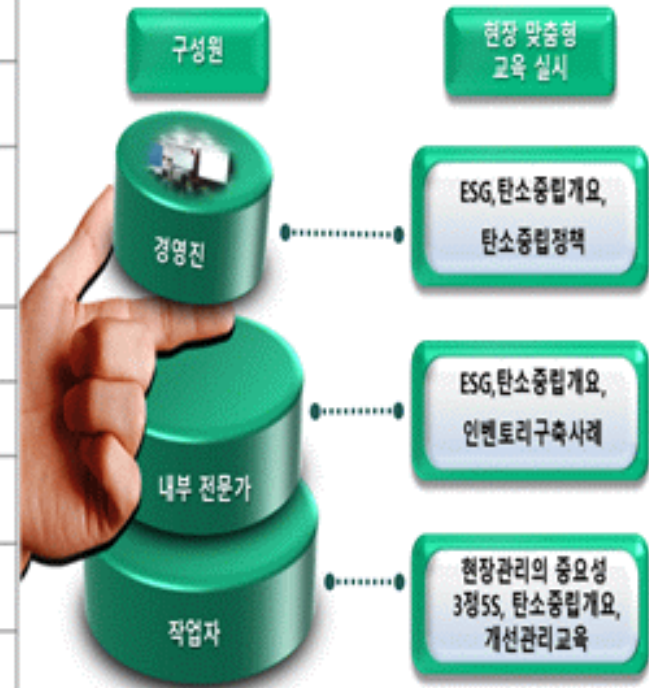 구성원
현장 맞춤형
교육 실시
경영진
ESG,탄소중립개요,
탄소중립정책
내부 전문가
ESG,탄소중립개요,
인벤토리구축사례
작업자
현장관리의 중요성
3정5S, 탄소중립개요,
개선관리교육